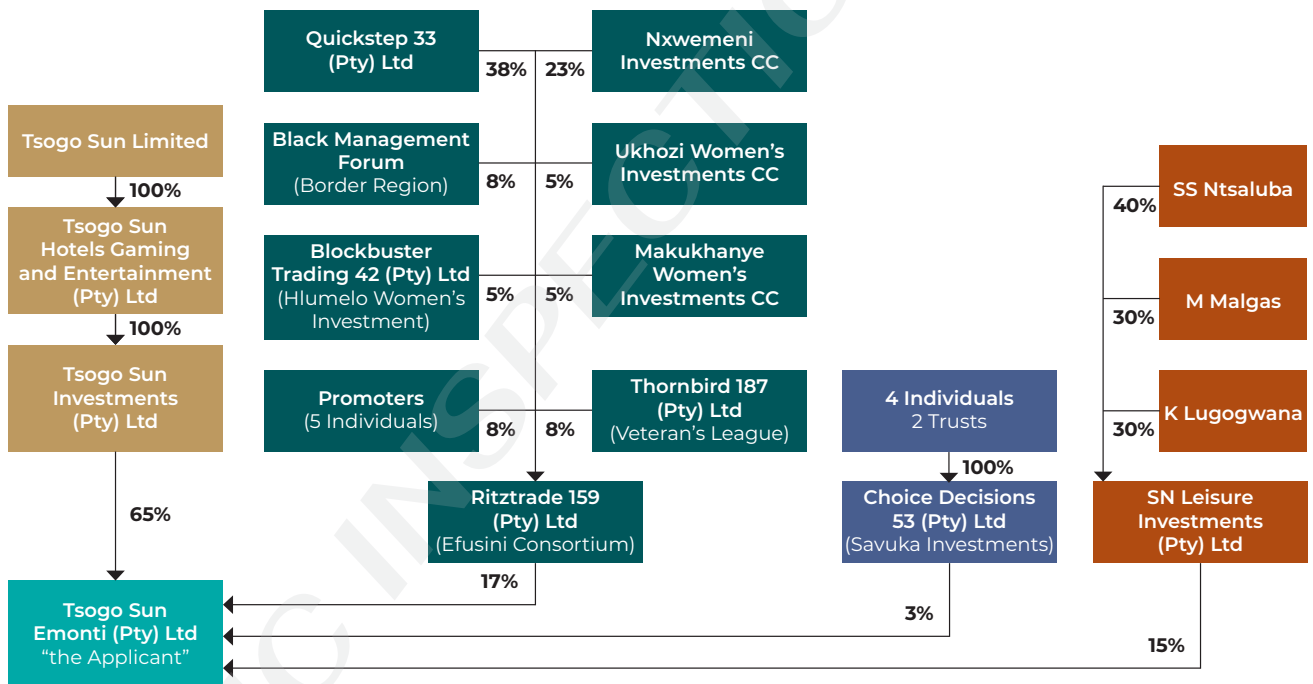 Quickstep 33
(Pty) Ltd
38%
23%
Nxwemeni
Investments CC
Tsogo Sun Limited
100%
Tsogo Sun
Hotels Gaming
and Entertainment
(Pty) Ltd
100%
Tsogo Sun
Investments
(Pty) Ltd
65%
Black Management
Forum
(Border Region)
8%
5%
Ukhozi Women's
Investments CC
Blockbuster
Trading 42 (Pty) Ltd
(Hlumelo Women's
Investment)
5%
5%
Makukhanye
Women's
Investments CC
Promoters
(5 Individuals)
8%
8%
Thornbird 187
(Pty) Ltd
(Veteran's League)
Ritztrade 159
(Pty) Ltd
(Efusini Consortium)
17%
4 Individuals
2 Trusts
100%
Choice Decisions
53 (Pty) Ltd
(Savuka Investments)
3%
SS Ntsaluba
40%
M Malgas
30%
K Lugogwana
30%
SN Leisure
Investments
(Pty) Ltd
15%
Tsogo Sun
Emonti (Pty) Ltd
"the Applicant"
IC INSPECTIO